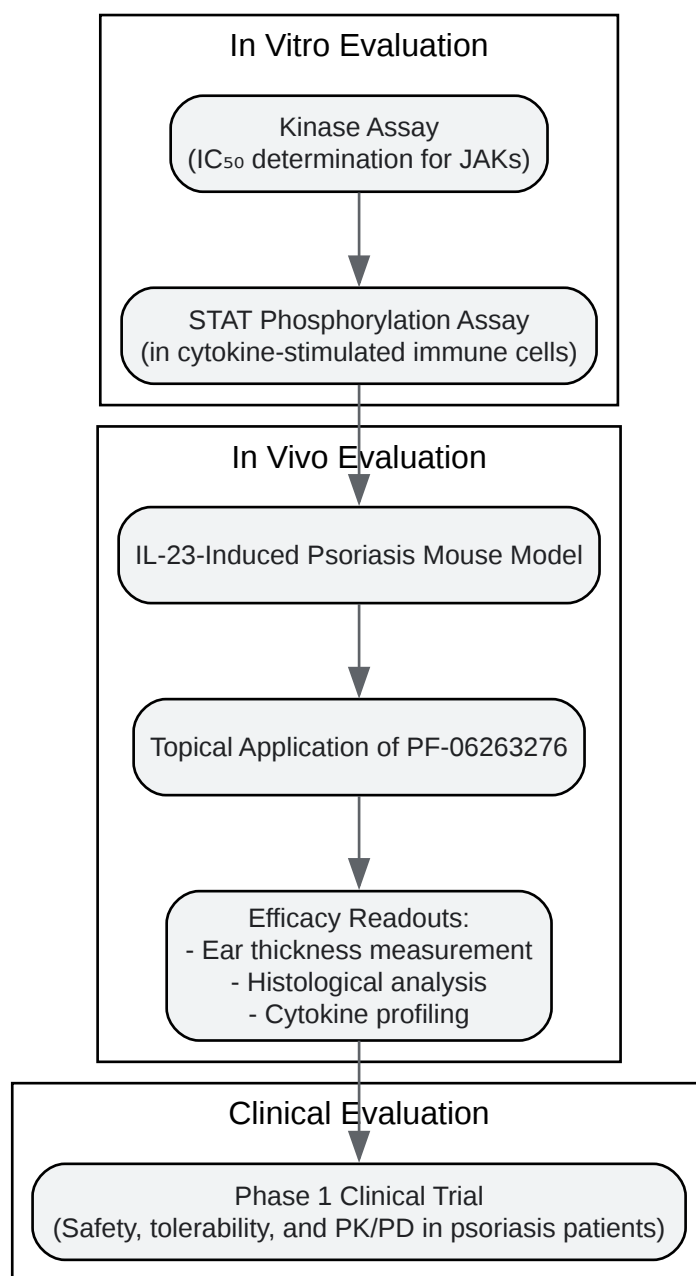 In Vitro Evaluation
Kinase Assay
(IC₅₀ determination for JAKs)
STAT Phosphorylation Assay
(in cytokine-stimulated immune cells)
In Vivo Evaluation
IL-23-Induced Psoriasis Mouse Model
Topical Application of PF-06263276
Efficacy Readouts:
- Ear thickness measurement
- Histological analysis
- Cytokine profiling
Clinical Evaluation
Phase 1 Clinical Trial
(Safety, tolerability, and PK/PD in psoriasis patients)